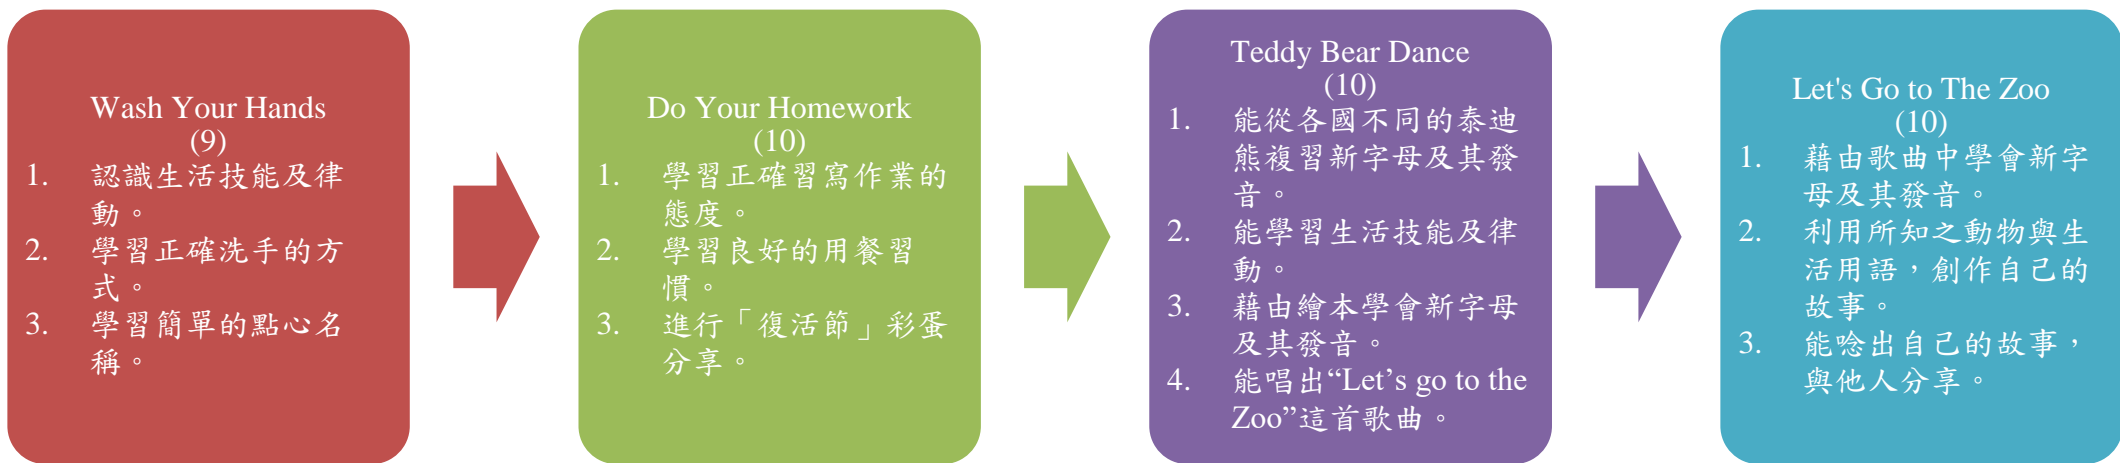 Wash Your Hands
(9)
1. 認識生活技能及律
動。
2. 學習正確洗手的方
式。
3. 學習簡單的點心名
稱。
Do Your Homework
(10)
1. 學習正確習寫作業的
態度。
2. 學習良好的用餐習
慣。
3. 進行「復活節」彩蛋
分享。
Teddy Bear Dance
(10)
1. 能從各國不同的泰迪
熊複習新字母及其發
音。
2. 能學習生活技能及律
動。
3. 藉由繪本學會新字母
及其發音。
4. 能唱出“Let’s go to the
Zoo”這首歌曲。
Let's Go to The Zoo
(10)
1. 藉由歌曲中學會新字
母及其發音。
2. 利用所知之動物與生
活用語，創作自己的
故事。
3. 能唸出自己的故事，
與他人分享。